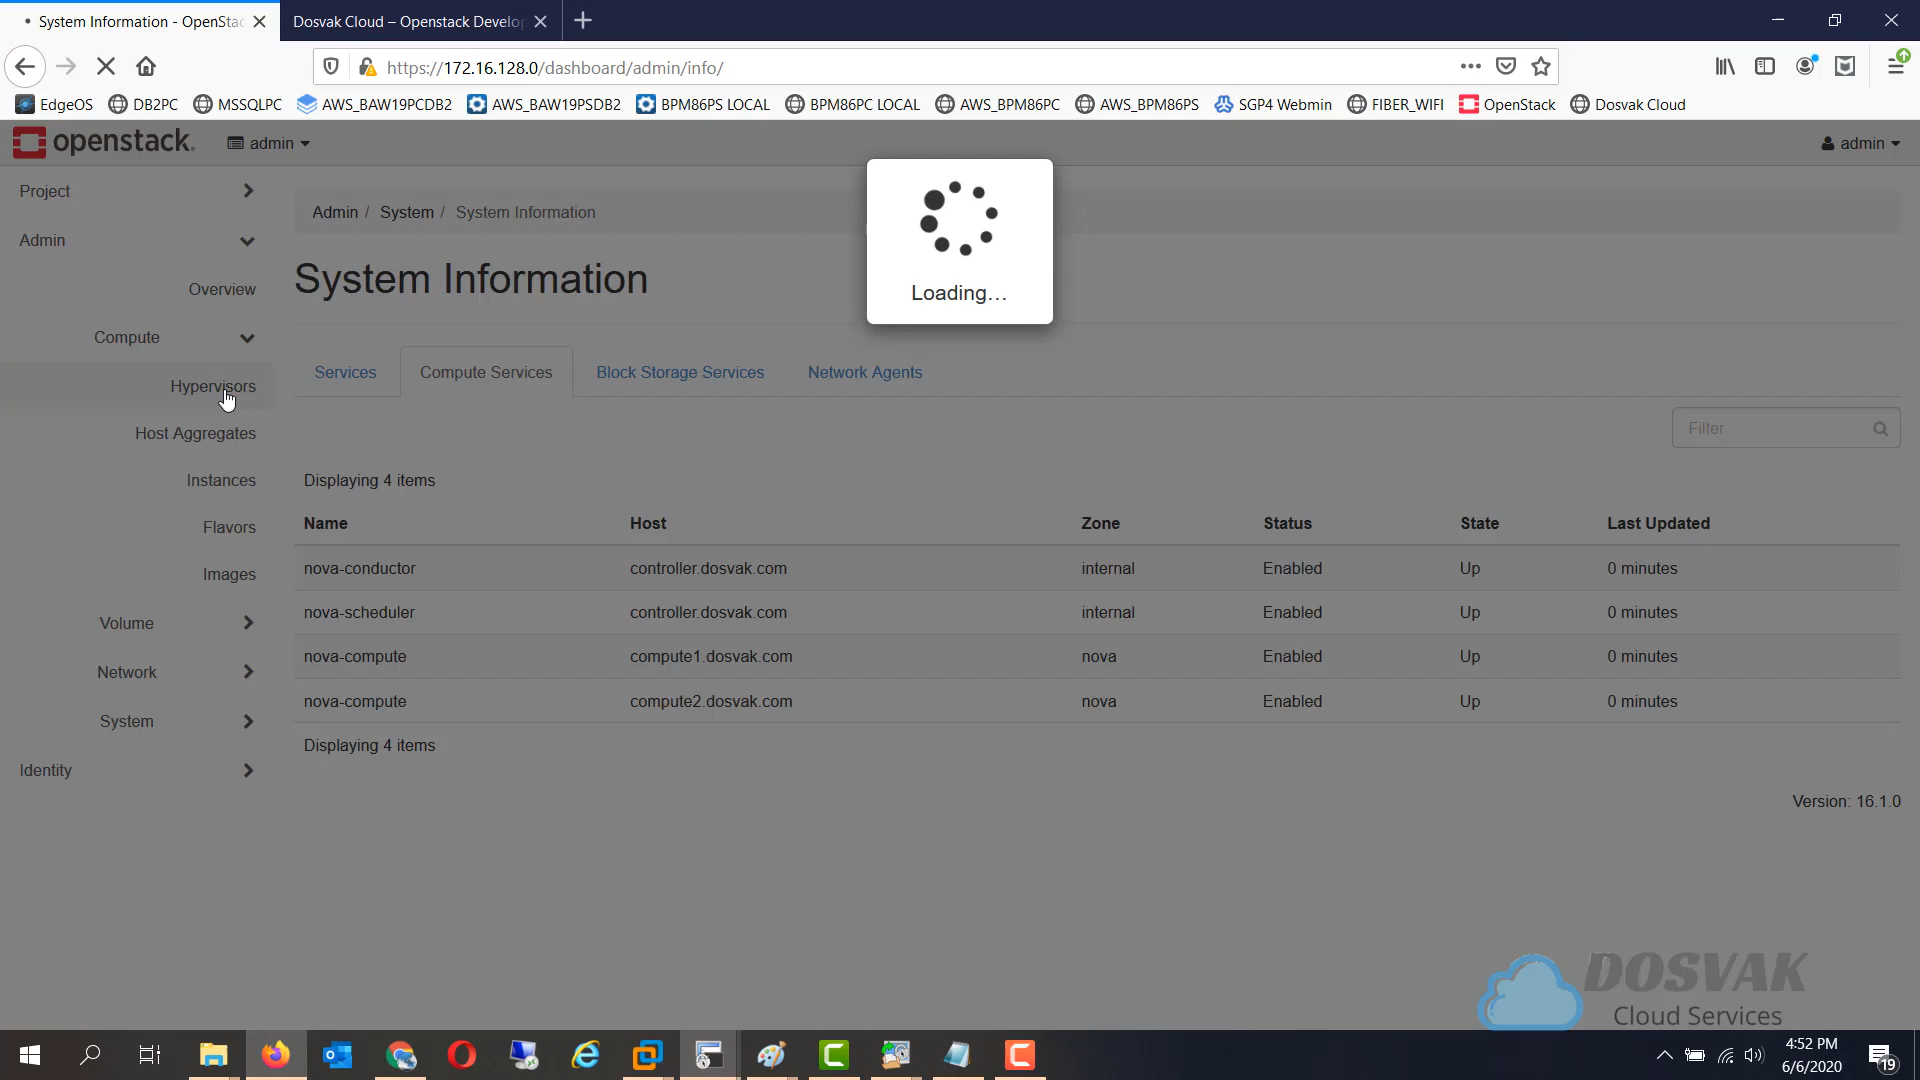 System Information - OpenStac
Dosvak Cloud – Openstack Develop
https://172.16.128.0/dashboard/admin/info/
EdgeOS DB2PC MSSQLPC AWS_BAW19PCDB2 AWS_BAW19PSDB2 BPM86PS LOCAL BPM86PC LOCAL AWS_BPM86PC AWS_BPM86PS SGP4 Webmin FIBER_WIFI OpenStack Dosvak Cloud
openstack. admin admin
Project
Admin
Overview
Compute
Hypervisors
Host Aggregates
Instances
Flavors
Images
Volume
Network
System
Identity
Admin / System / System Information
System Information
Loading...
Services Compute Services Block Storage Services Network Agents
Filter
Displaying 4 items
Name Host Zone Status State Last Updated
nova-conductor controller.dosvak.com internal Enabled Up 0 minutes
nova-scheduler controller.dosvak.com internal Enabled Up 0 minutes
nova-compute compute1.dosvak.com nova Enabled Up 0 minutes
nova-compute compute2.dosvak.com nova Enabled Up 0 minutes
Displaying 4 items
Version: 16.1.0
DOSVAK
Cloud Services
4:52 PM
6/6/2020
19